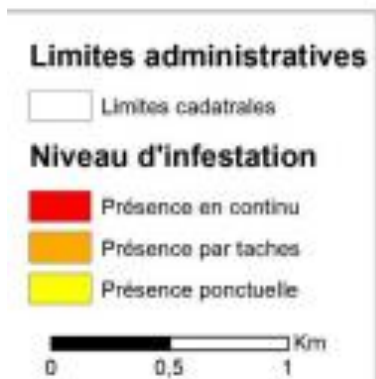 Limites administratives
Limites cadatrales
Niveau d'infestation
Présence en continu
Présence par taches
Présence ponctuelle
Km
0 0,5 1